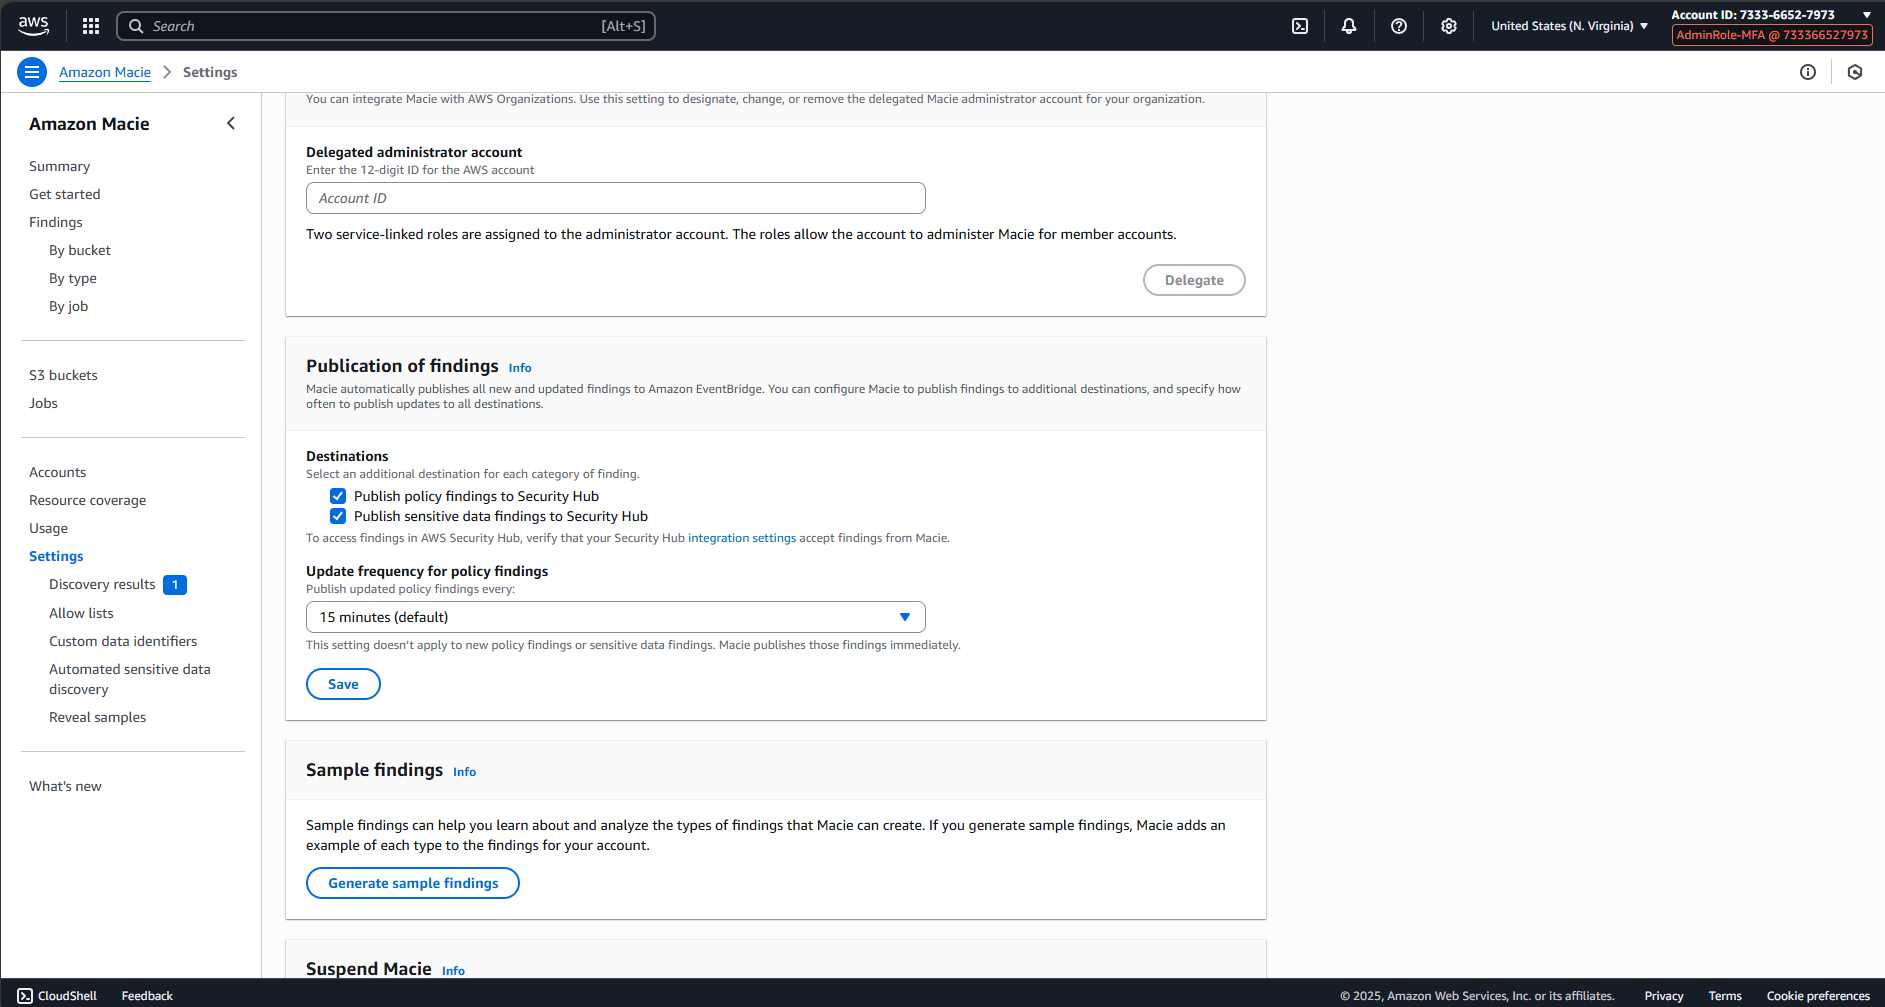 aws
Search
[Alt+S]
United States (N. Virginia)
Account ID: 7333-6652-7973
AdminRole-MFA @ 733366527973
Amazon Macie
Settings
Amazon Macie
Summary
Get started
Findings
By bucket
By type
By job
S3 buckets
Jobs
Accounts
Resource coverage
Usage
Settings
Discovery results 1
Allow lists
Custom data identifiers
Automated sensitive data
discovery
Reveal samples
What's new
You can integrate Macie with AWS Organizations. Use this setting to designate, change, or remove the delegated Macie administrator account for your organization.
Delegated administrator account
Enter the 12-digit ID for the AWS account
Account ID
Two service-linked roles are assigned to the administrator account. The roles allow the account to administer Macie for member accounts.
Delegate
Publication of findings Info
Macie automatically publishes all new and updated findings to Amazon EventBridge. You can configure Macie to publish findings to additional destinations, and specify how
often to publish updates to all destinations.
Destinations
Select an additional destination for each category of finding.
Publish policy findings to Security Hub
Publish sensitive data findings to Security Hub
To access findings in AWS Security Hub, verify that your Security Hub integration settings accept findings from Macie.
Update frequency for policy findings
Publish updated policy findings every:
15 minutes (default)
This setting doesn't apply to new policy findings or sensitive data findings. Macie publishes those findings immediately.
Save
Sample findings Info
Sample findings can help you learn about and analyze the types of findings that Macie can create. If you generate sample findings, Macie adds an
example of each type to the findings for your account.
Generate sample findings
Suspend Macie Info
CloudShell
Feedback
© 2025, Amazon Web Services, Inc. or its affiliates.
Privacy
Terms
Cookie preferences